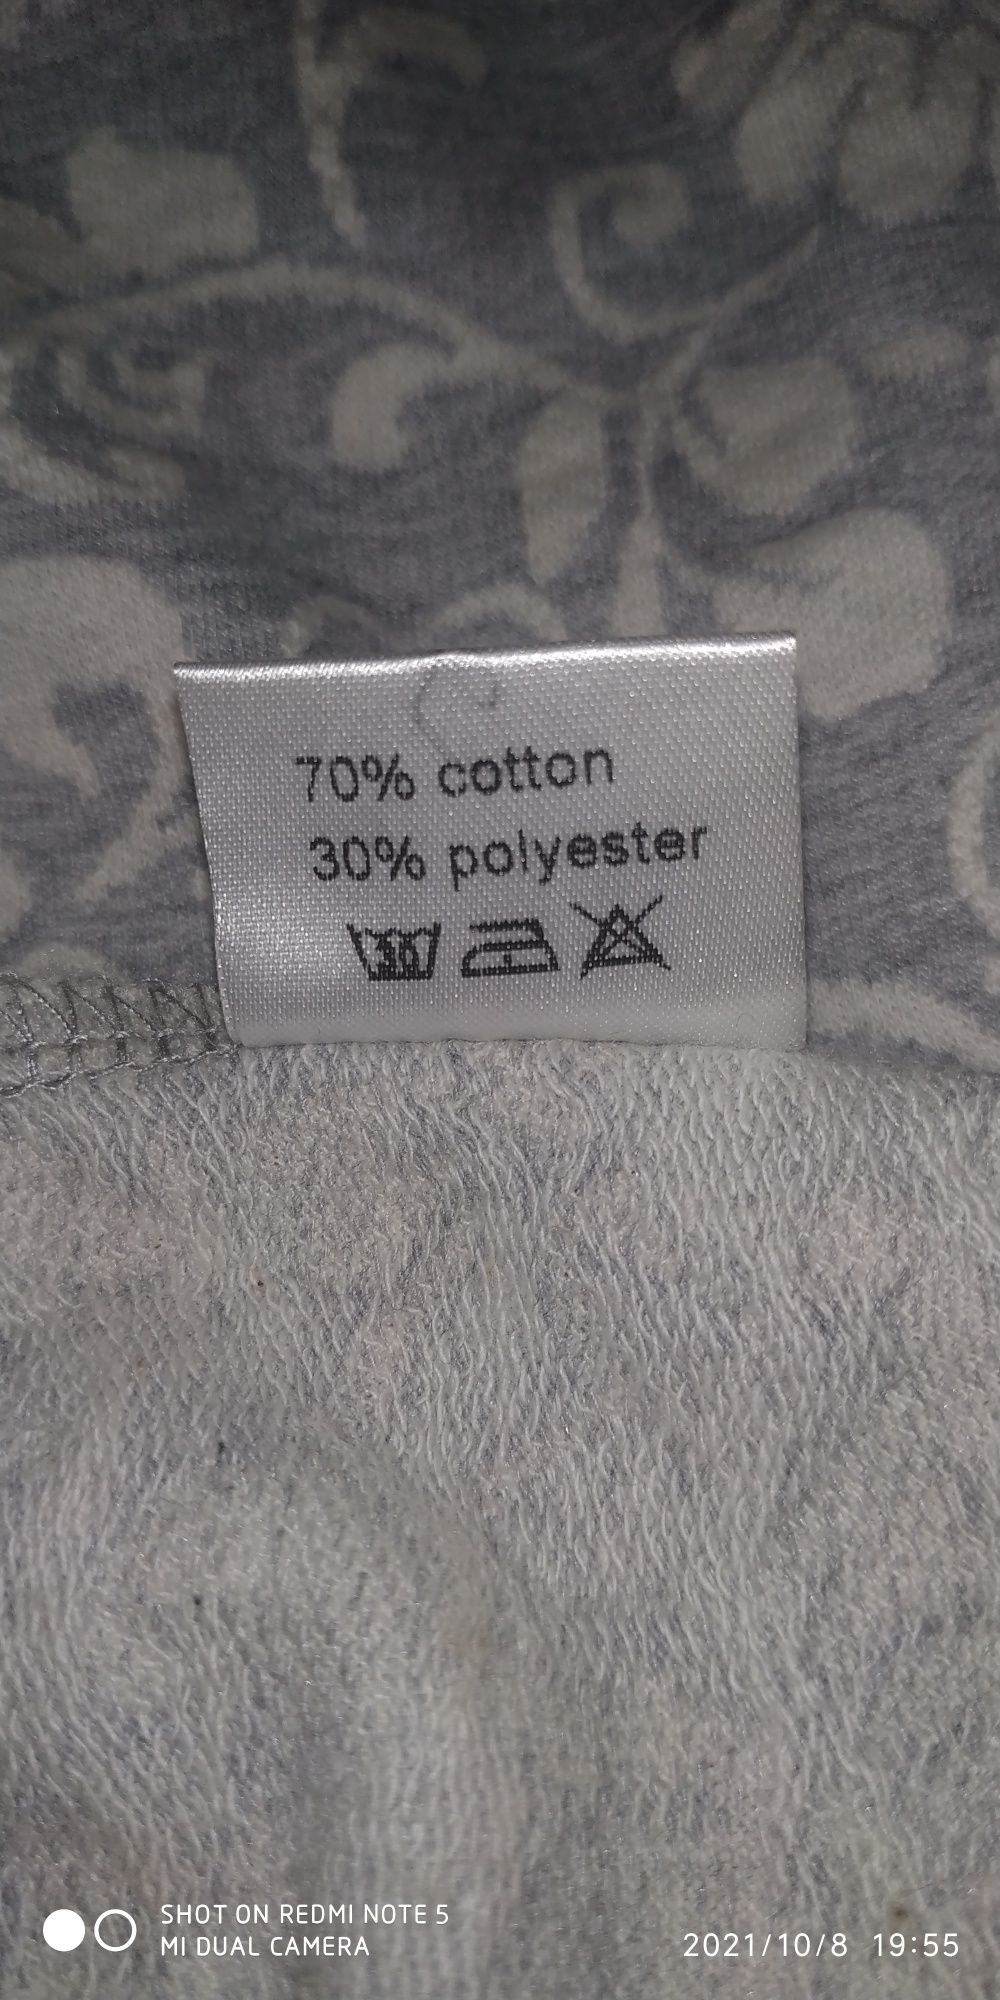 70% cotton
30% polyester
30
SHOT ON REDMI NOTE 5
MI DUAL CAMERA
2021/10/8 19:55